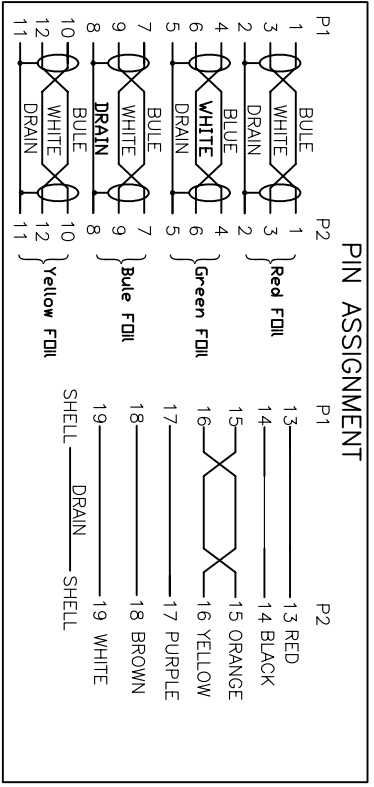 PIN ASSIGNMENT
P1 P2
1 BULE 1
3 WHITE 3
2 DRAIN 2
Red Foil
4 BLUE 4
6 WHITE 6
5 DRAIN 5
Green Foil
7 BULE 7
9 WHITE 9
8 DRAIN 8
Bule Foil
10 BULE 10
12 WHITE 12
11 DRAIN 11
Yellow Foil
P1 P2
13 13 RED
14 14 BLACK
15 15 ORANGE
16 16 YELLOW
17 17 PURPLE
18 18 BROWN
19 19 WHITE
SHELL DRAIN SHELL